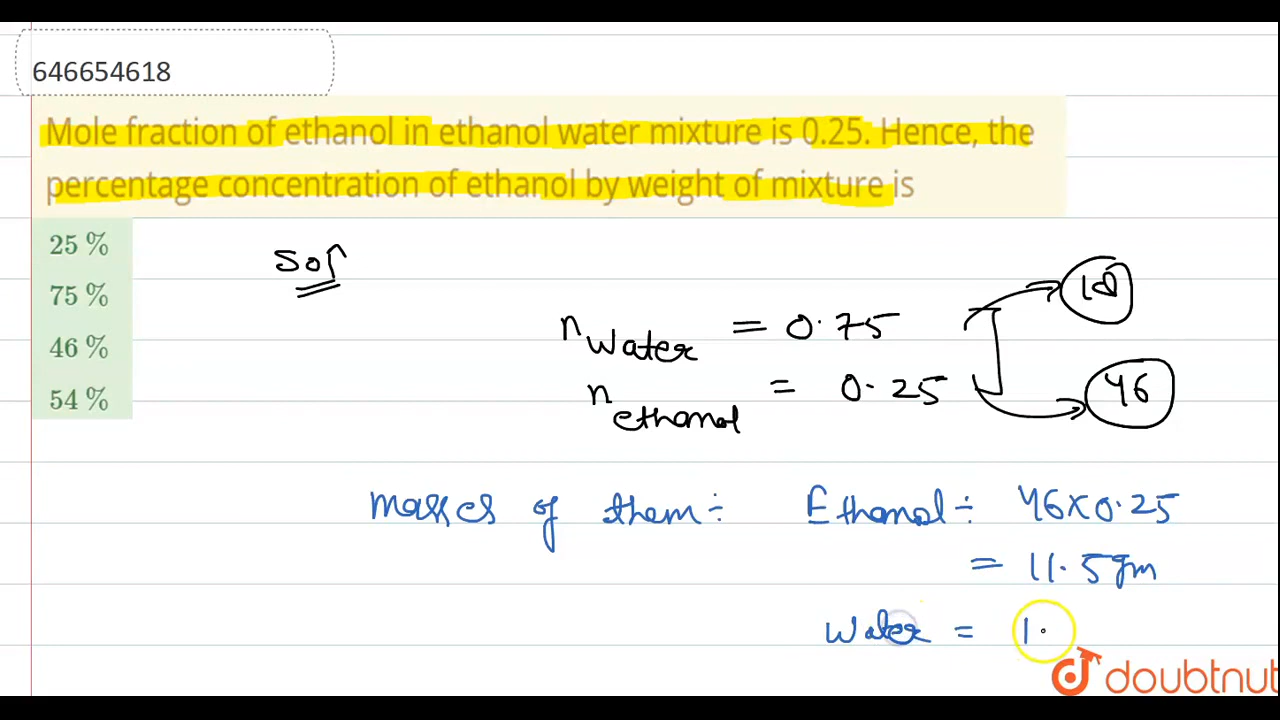 646654618
Mole fraction of ethanol in ethanol water mixture is 0.25. Hence, the
percentage concentration of ethanol by weight of mixture is
25 %
75 %
46 %
54 %
Sol
n water = 0.75
18
n ethanol = 0.25
46
Masses of them ÷ Ethanol ÷ 46×0.25
= 11.5 gm
Water = 1.
doubtnut